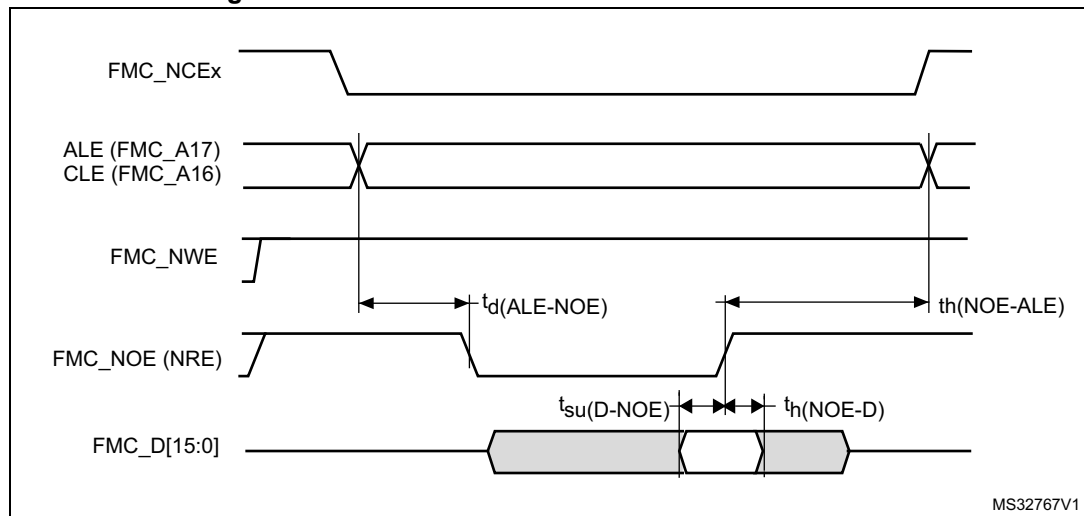 FMC_NCEx
ALE (FMC_A17)
CLE (FMC_A16)
FMC_NWE
td(ALE-NOE)
th(NOE-ALE)
FMC_NOE (NRE)
tsu(D-NOE)
th(NOE-D)
FMC_D[15:0]
MS32767V1